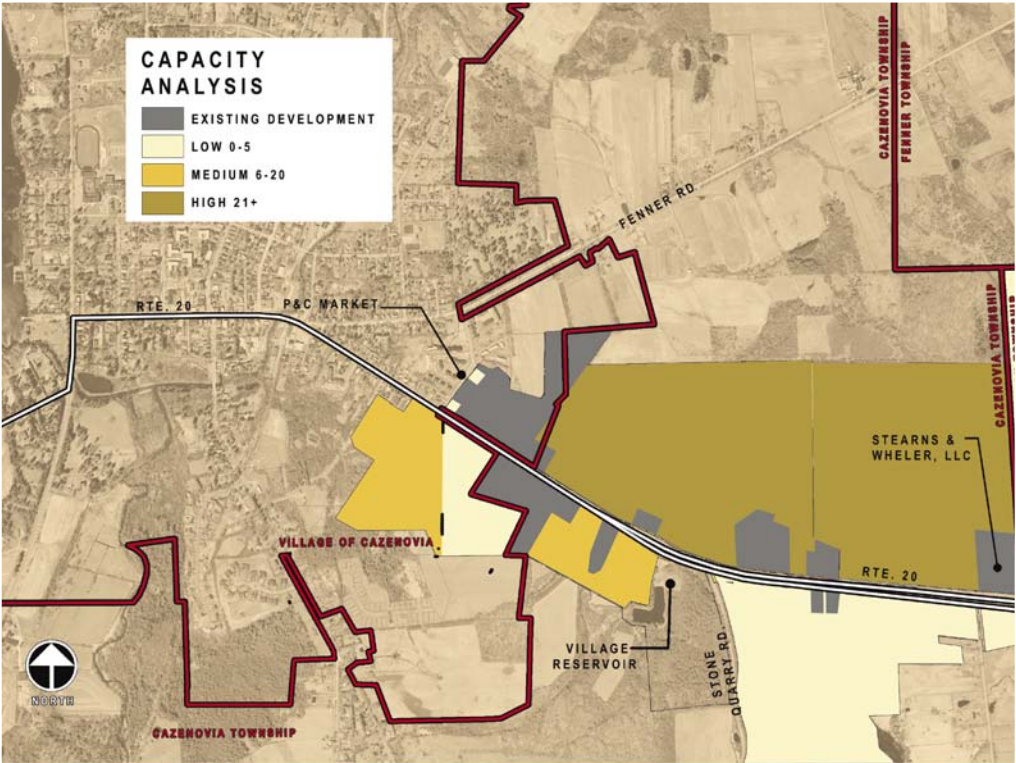 CAPACITY
ANALYSIS
EXISTING DEVELOPMENT
LOW 0-5
MEDIUM 6-20
HIGH 21+
CAZENOVIA TOWNSHIP
FENNER TOWNSHIP
FENNER RD
RTE. 20
P&C MARKET
CAZENOVIA TOWNSHIP
TOWNSHIP
STEARNS &
WHELER, LLC
VILLAGE OF CAZENOVIA
RTE. 20
VILLAGE
RESERVOIR
STONE
QUARRY RD.
NORTH
CAZENOVIA TOWNSHIP